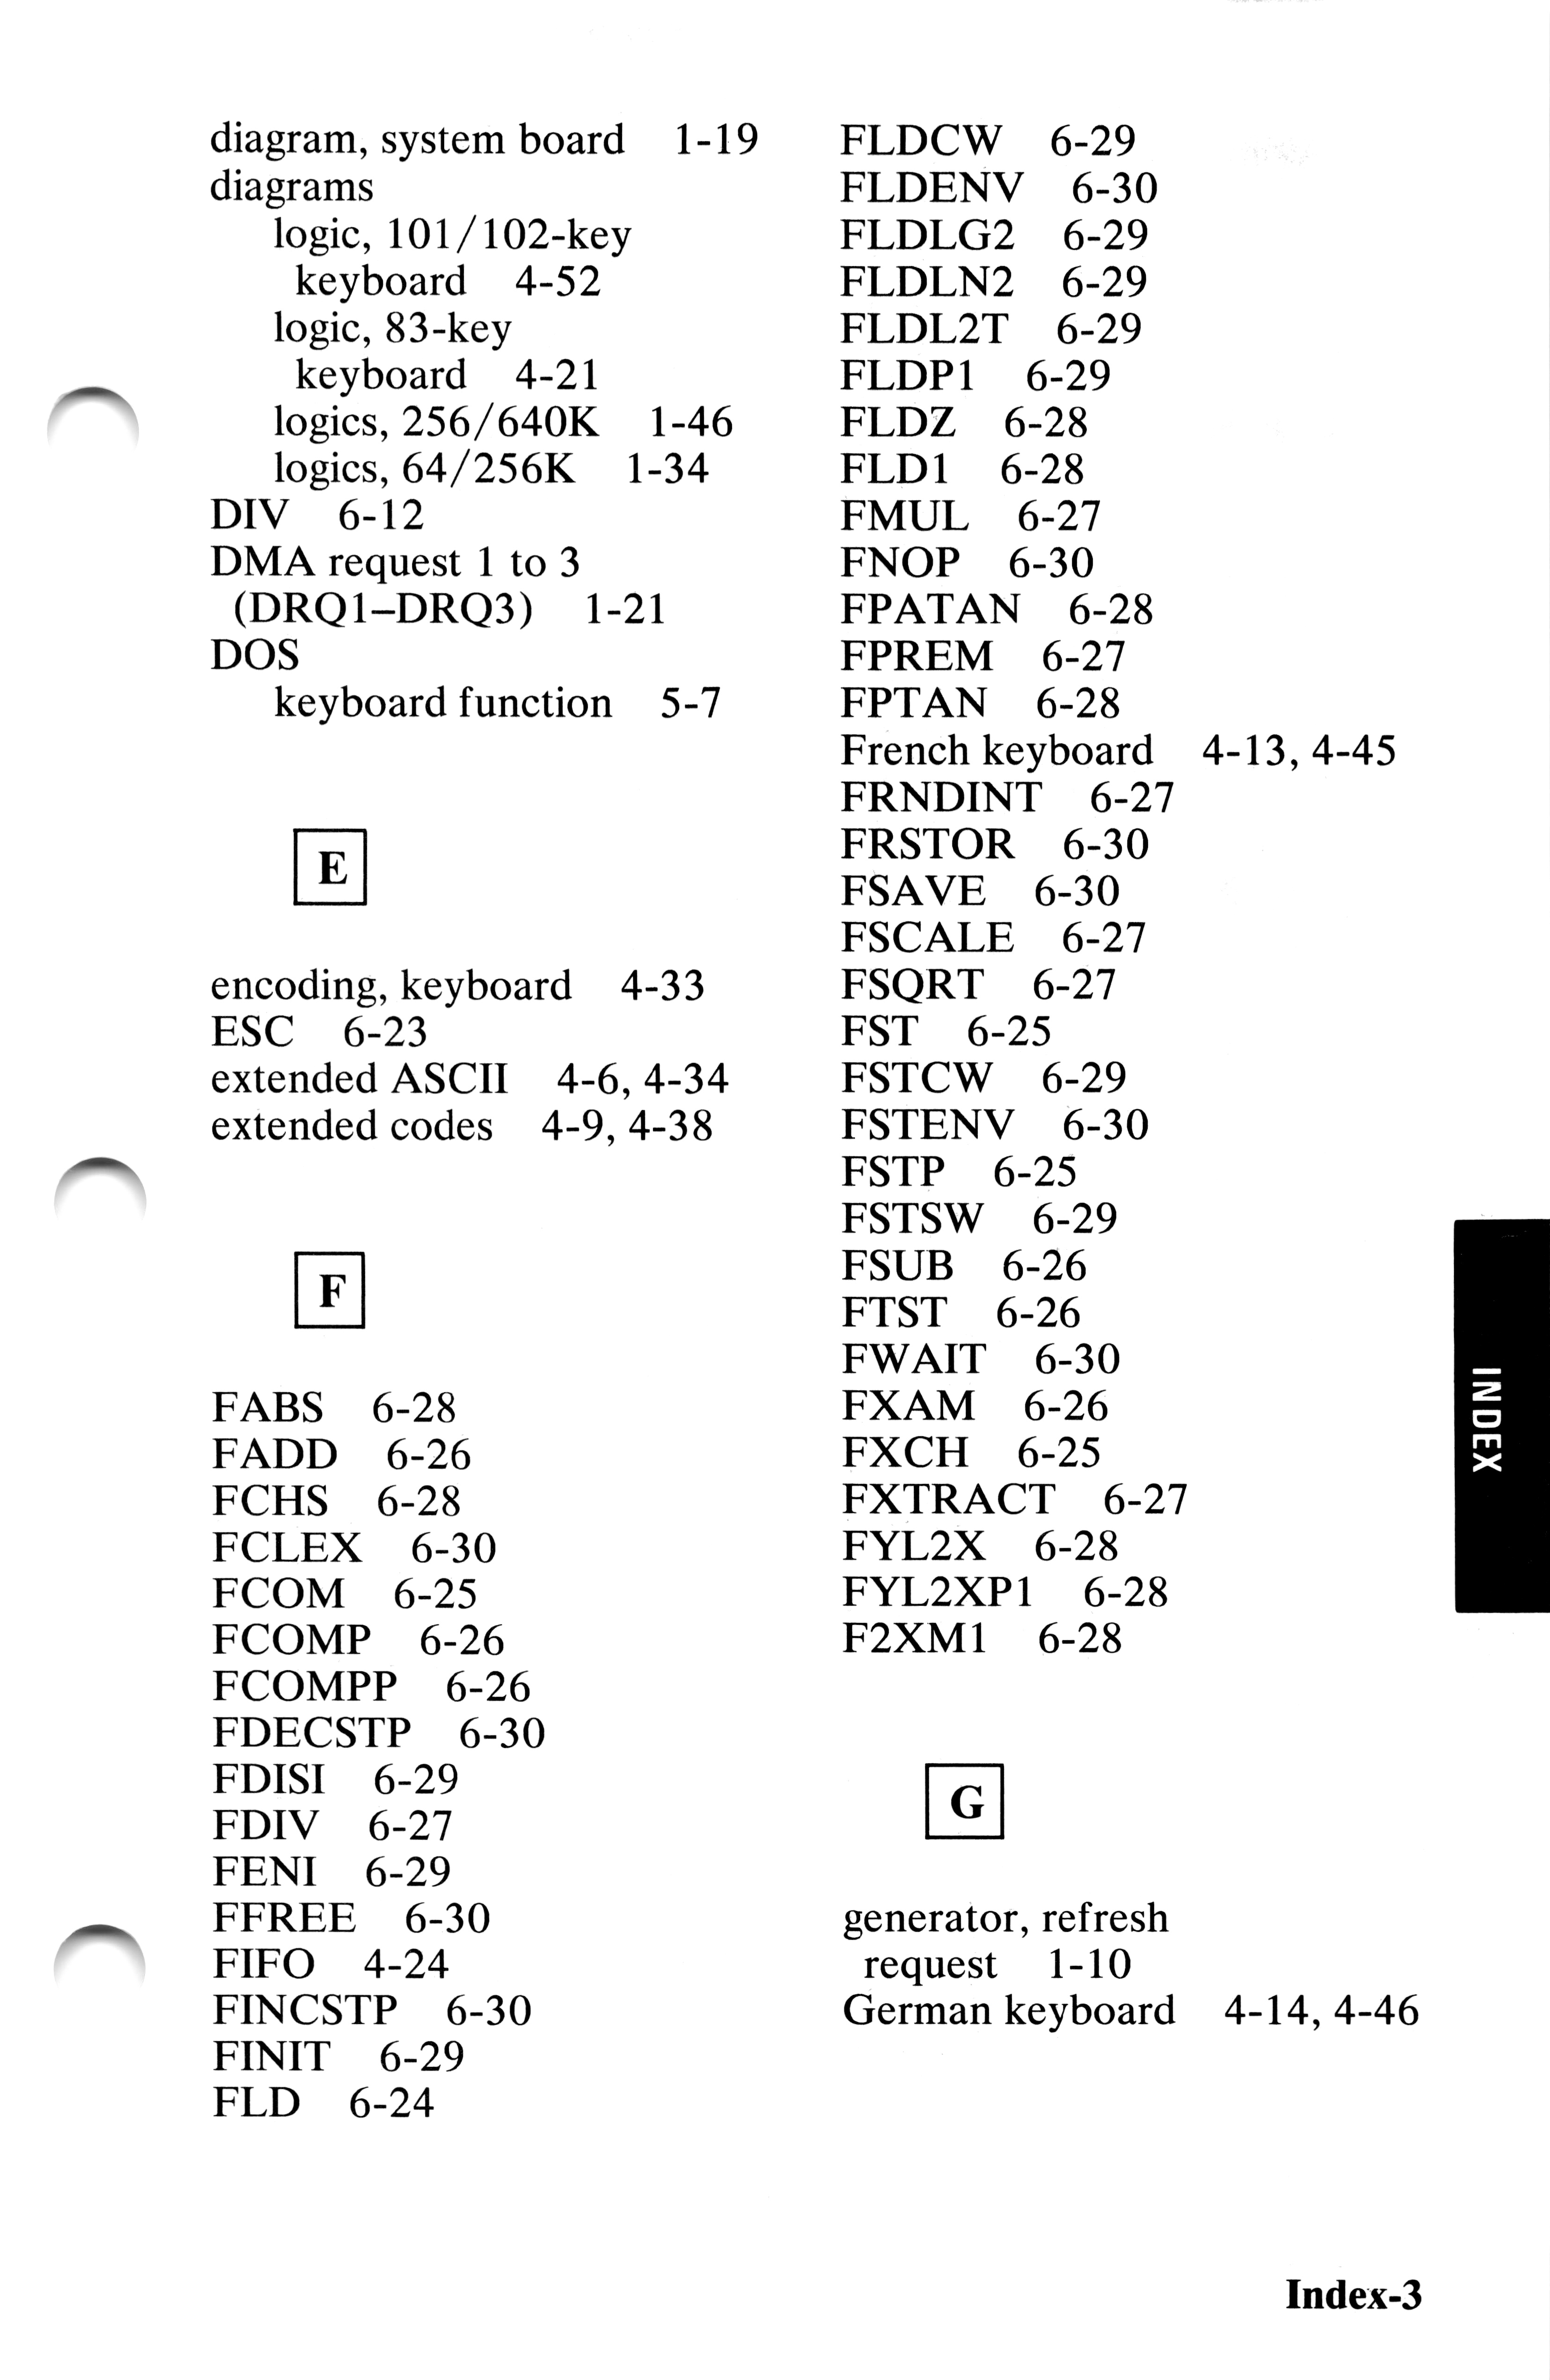 diagram, system board 1-19
diagrams
logic, 101/102-key
keyboard 4-52
logic, 83-key
keyboard 4-21
logics, 256/640K 1-46
logics, 64/256K 1-34
DIV 6-12
DMA request 1 to 3
(DRQ1–DRQ3) 1-21
DOS
keyboard function 5-7
E
encoding, keyboard 4-33
ESC 6-23
extended ASCII 4-6, 4-34
extended codes 4-9, 4-38
F
FABS 6-28
FADD 6-26
FCHS 6-28
FCLEX 6-30
FCOM 6-25
FCOMP 6-26
FCOMPP 6-26
FDECSTP 6-30
FDISI 6-29
FDIV 6-27
FENI 6-29
FFREE 6-30
FIFO 4-24
FINCSTP 6-30
FINIT 6-29
FLD 6-24
FLDCW 6-29
FLDENV 6-30
FLDLG2 6-29
FLDLN2 6-29
FLDL2T 6-29
FLDP1 6-29
FLDZ 6-28
FLD1 6-28
FMUL 6-27
FNOP 6-30
FPATAN 6-28
FPREM 6-27
FPTAN 6-28
French keyboard 4-13, 4-45
FRNDINT 6-27
FRSTOR 6-30
FSAVE 6-30
FSCALE 6-27
FSQRT 6-27
FST 6-25
FSTCW 6-29
FSTENV 6-30
FSTP 6-25
FSTSW 6-29
FSUB 6-26
FTST 6-26
FWAIT 6-30
FXAM 6-26
FXCH 6-25
FXTRACT 6-27
FYL2X 6-28
FYL2XP1 6-28
F2XM1 6-28
G
generator, refresh
request 1-10
German keyboard 4-14, 4-46
INDEX
Index-3